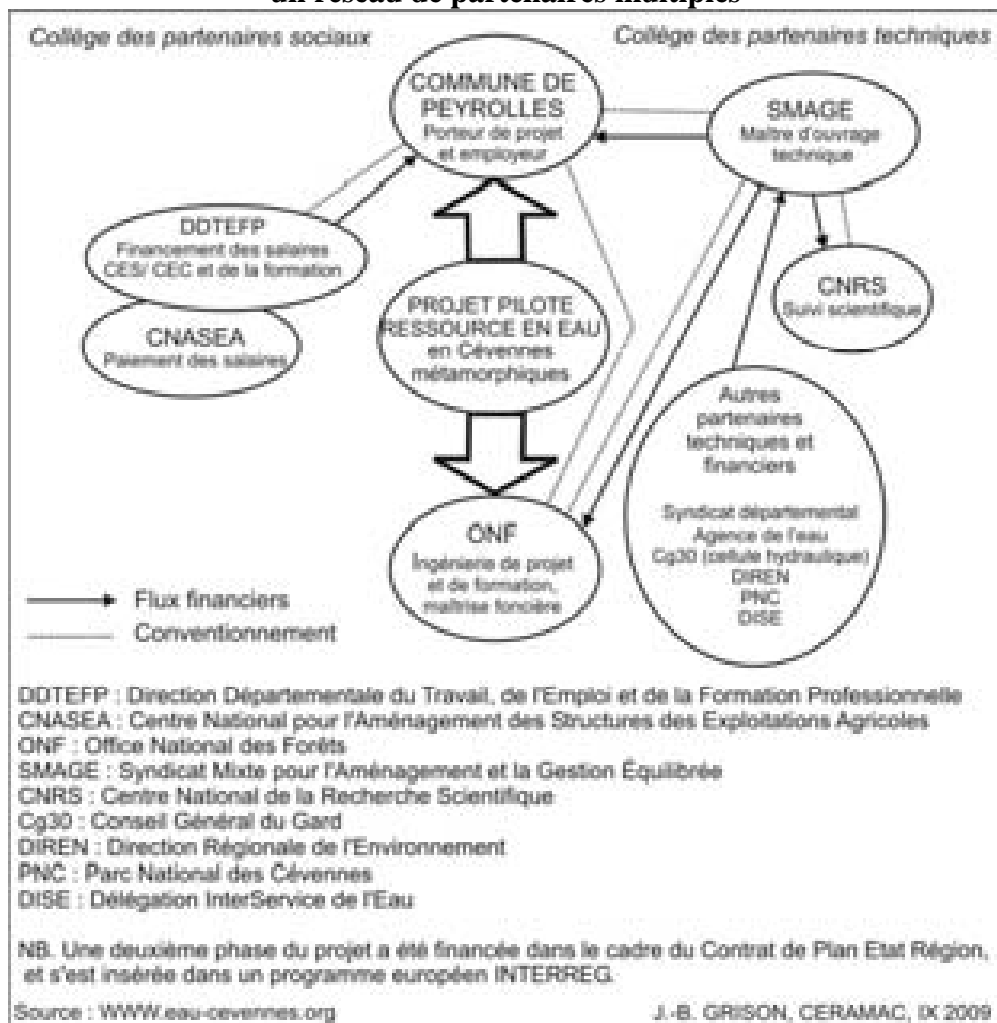 un réseau de partenaires multiples
Collège des partenaires sociaux
Collège des partenaires techniques
COMMUNE DE
PEYROLLES
Porteur de projet
et employeur
SMAGE
Maître d'ouvrage
technique
DDTEFP
Financement des salaires
CES/ CEC et de la formation
CNASEA
Paiement des salaires
PROJET PILOTE
RESSOURCE EN EAU
en Cévennes
métamorphiques
CNRS
Suivi scientifique
Autres
partenaires
techniques et
financiers
Syndicat départemental
Agence de l'eau
Cg30 (cellule hydraulique)
DIREN
PNC
DISE
ONF
Ingénierie de projet
et de formation,
maîtrise foncière
Flux financiers
Conventionnement
DDTEFP : Direction Départementale du Travail, de l'Emploi et de la Formation Professionnelle
CNASEA : Centre National pour l'Aménagement des Structures des Exploitations Agricoles
ONF : Office National des Forêts
SMAGE : Syndicat Mixte pour l'Aménagement et la Gestion Équilibrée
CNRS : Centre National de la Recherche Scientifique
Cg30 : Conseil Général du Gard
DIREN : Direction Régionale de l'Environnement
PNC : Parc National des Cévennes
DISE : Délégation InterService de l'Eau
NB. Une deuxième phase du projet a été financée dans le cadre du Contrat de Plan Etat Région,
et s'est insérée dans un programme européen INTERREG.
Source : WWW.eau-cevennes.org
J.-B. GRISON, CERAMAC, IX 2009